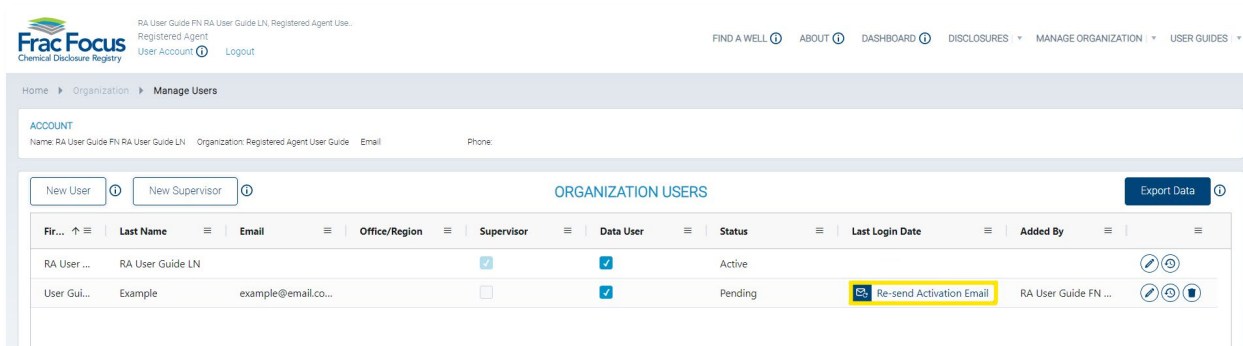 RA User Guide FN RA User Guide LN, Registered Agent Use..
Frac Focus
Chemical Disclosure Registry
Registered Agent
User Account Logout
FIND A WELL ABOUT DASHBOARD DISCLOSURES MANAGE ORGANIZATION USER GUIDES
Home Organization Manage Users
ACCOUNT
Name: RA User Guide FN RA User Guide LN Organization: Registered Agent User Guide Email Phone:
New User New Supervisor ORGANIZATION USERS Export Data
Fir... Last Name Email Office/Region Supervisor Data User Status Last Login Date Added By
RA User ... RA User Guide LN Active
User Gui... Example example@email.co... Pending Re-send Activation Email RA User Guide FN ...